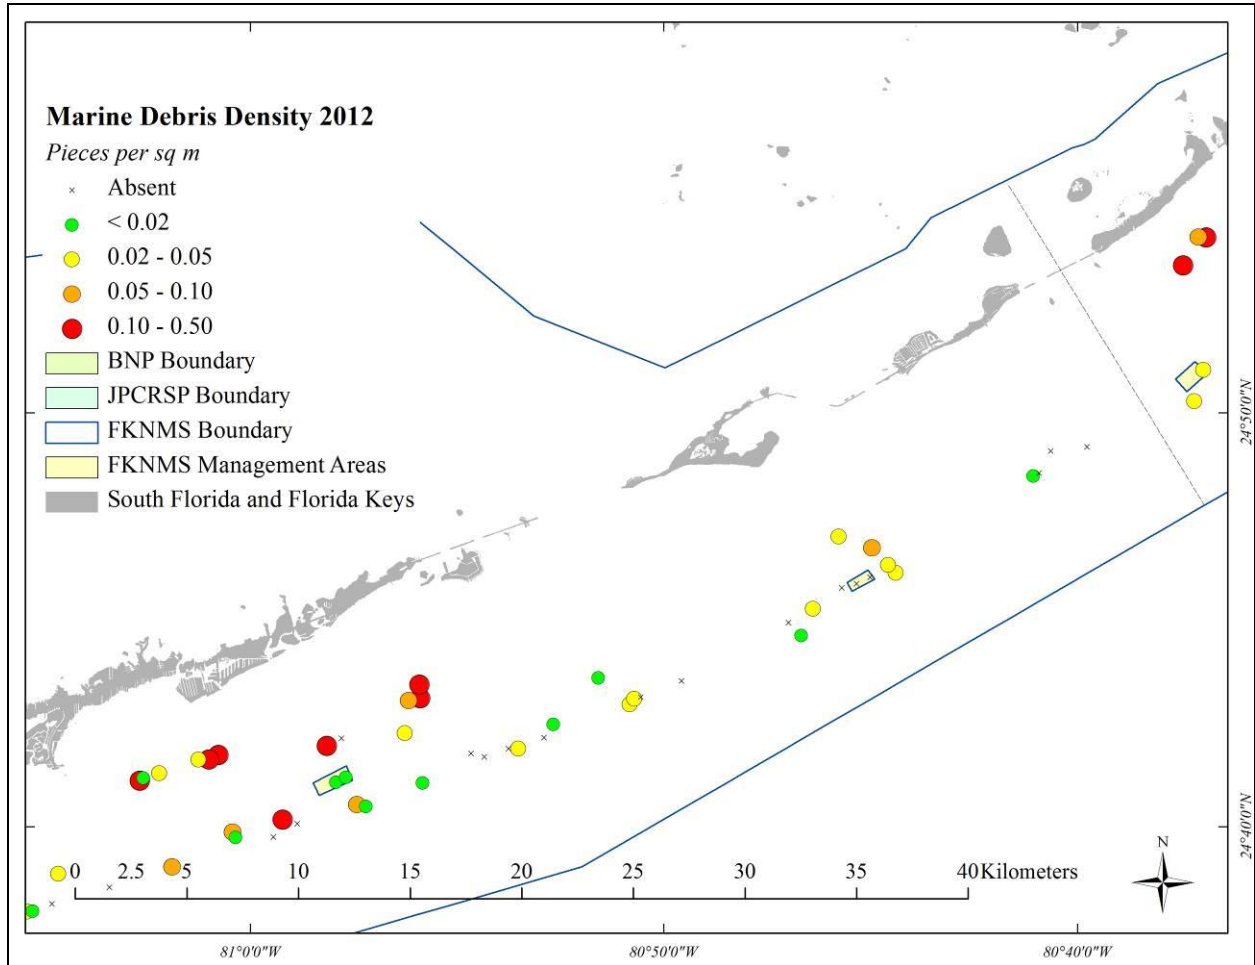 Marine Debris Density 2012
Pieces per sq m
Absent
< 0.02
0.02 - 0.05
0.05 - 0.10
0.10 - 0.50
BNP Boundary
JPCRSP Boundary
FKNMS Boundary
FKNMS Management Areas
South Florida and Florida Keys
24°50'0"N
24°40'0"N
N
0 2.5 5 10 15 20 25 30 35 40 Kilometers
81°0'0"W 80°50'0"W 80°40'0"W